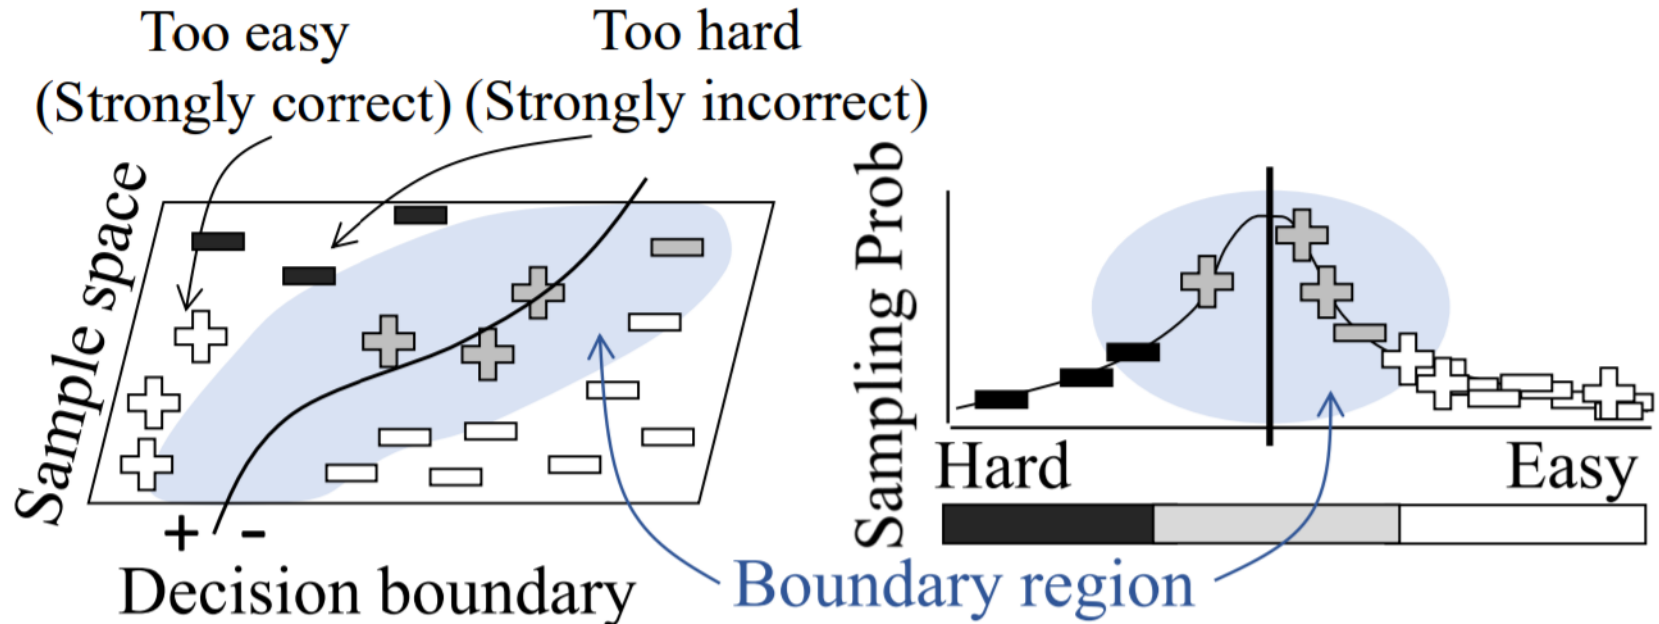 Too easy
(Strongly correct)
Too hard
(Strongly incorrect)
Sample space
+ -
Decision boundary
Boundary region
Sampling Prob
Hard
Easy